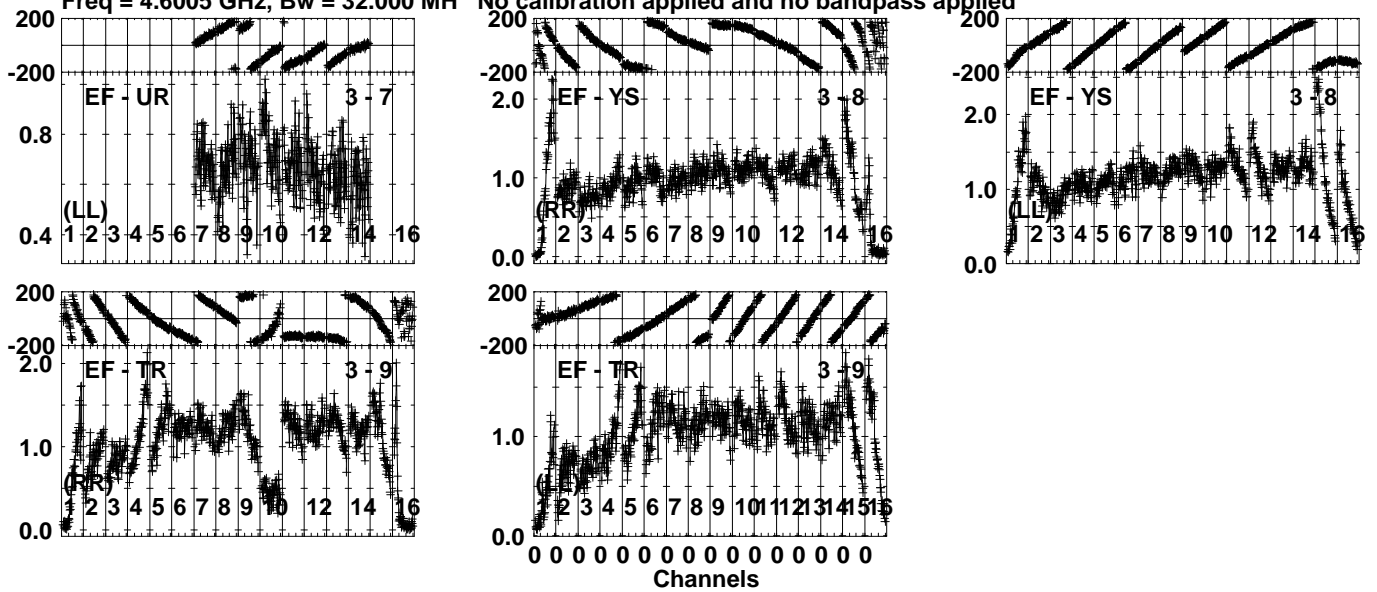 Freq = 4.6005 GHz, Bw = 32.000 MH No calibration applied and no bandpass applied
200
-200
EF - UR 3 - 7
0.8
(LL)
0.4
1 2 3 4 5 6 7 8 9 10 12 14 16
200
-200
EF - YS 3 - 8
2.0
1.0
(RR)
1 2 3 4 5 6 7 8 9 10 12 14 16
0.0
200
-200
EF - YS 3 - 8
2.0
1.0
(LL)
1 2 3 4 5 6 7 8 9 10 12 14 16
0.0
200
-200
EF - TR 3 - 9
2.0
1.0
(RR)
1 2 3 4 5 6 7 8 9 10 12 14 16
0.0
200
-200
EF - TR 3 - 9
1.0
(LL)
1 2 3 4 5 6 7 8 9 10 11 12 13 14 15 16
0.0
0 0 0 0 0 0 0 0 0 0 0 0 0 0 0 0
Channels